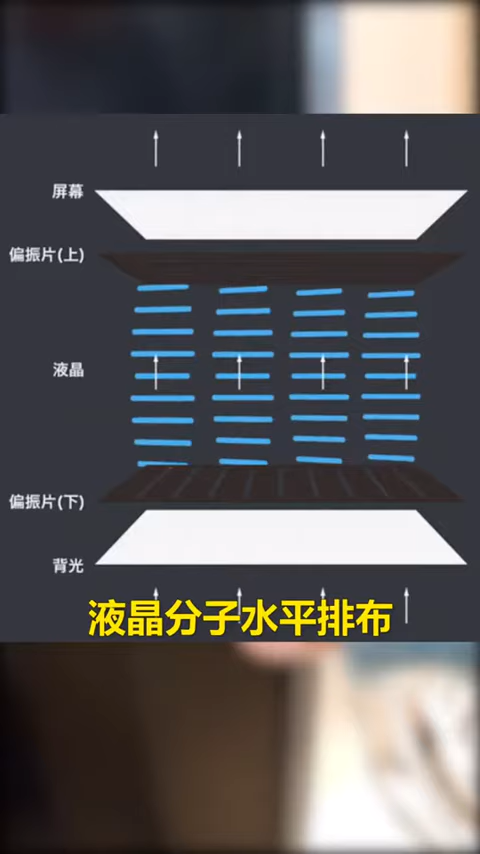 屏幕
偏振片(上)
液晶
偏振片(下)
背光
液晶分子水平排布